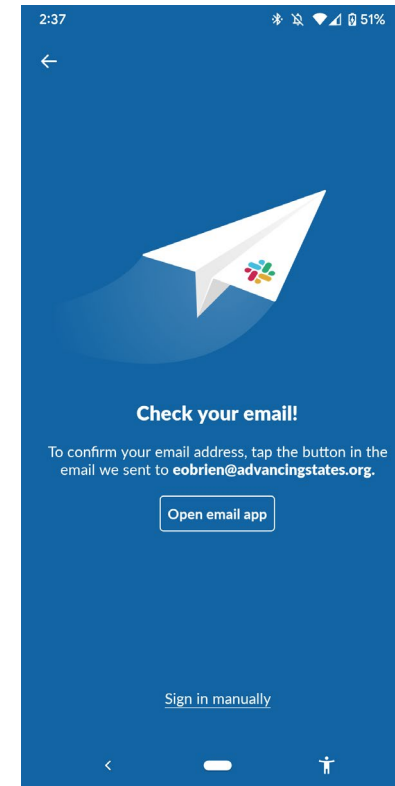 2:37
51%
Check your email!
To confirm your email address, tap the button in the
email we sent to eobrien@advancingstates.org.
Open email app
Sign in manually